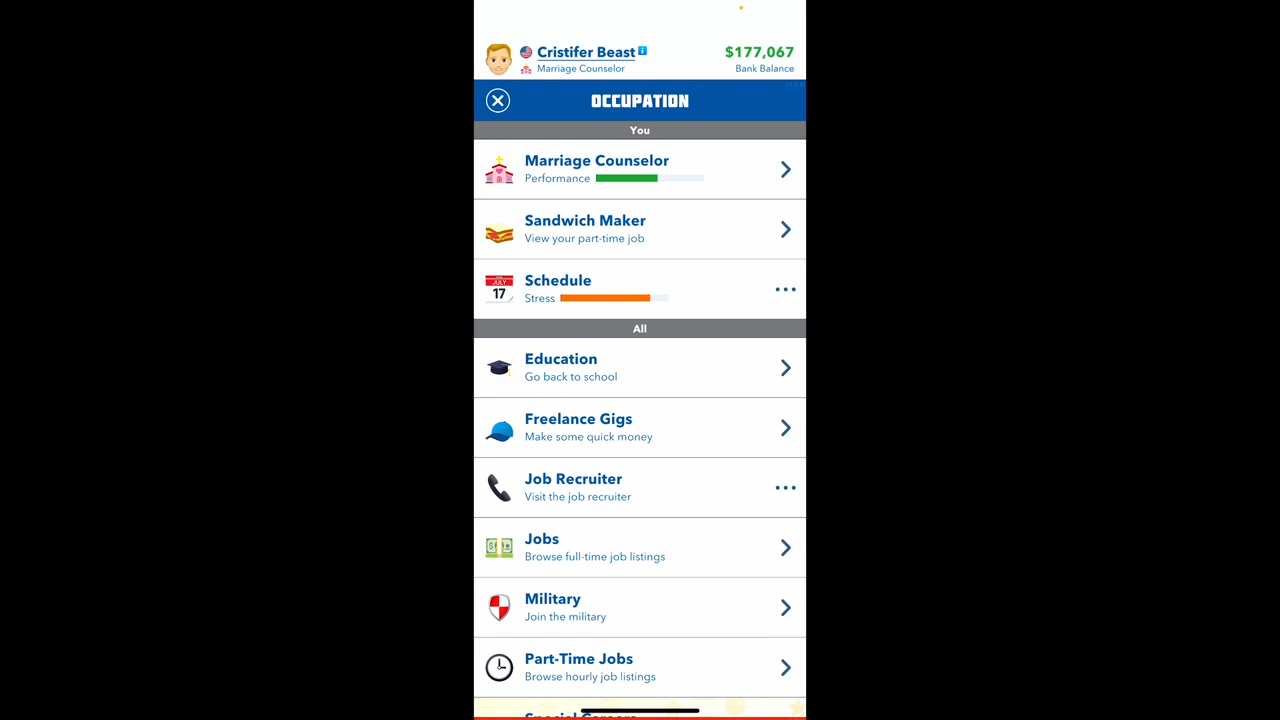 Cristifer Beast
Marriage Counselor
$177,067
Bank Balance
OCCUPATION
You
Marriage Counselor
Performance
Sandwich Maker
View your part-time job
JULY
17
Schedule
Stress
All
Education
Go back to school
Freelance Gigs
Make some quick money
Job Recruiter
Visit the job recruiter
Jobs
Browse full-time job listings
Military
Join the military
Part-Time Jobs
Browse hourly job listings
Special Careers